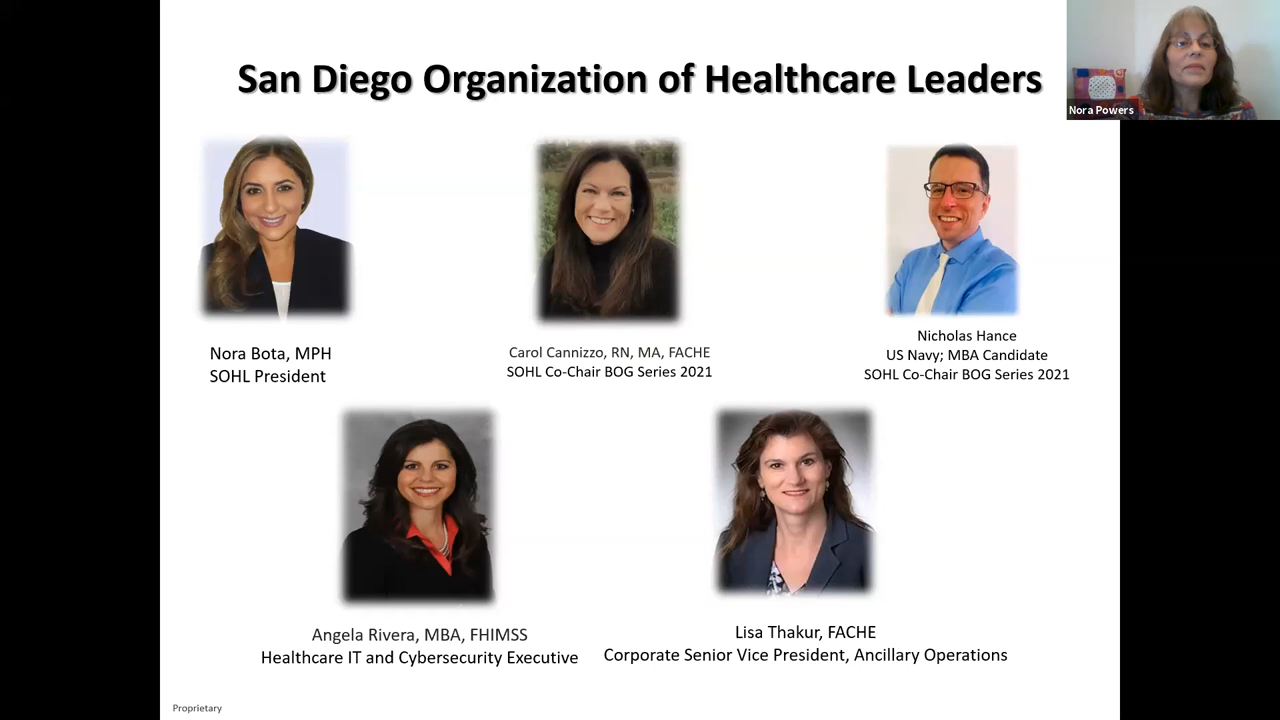 San Diego Organization of Healthcare Leaders
Nora Powers
Nora Bota, MPH
SOHL President
Carol Cannizzo, RN, MA, FACHE
SOHL Co-Chair BOG Series 2021
Nicholas Hance
US Navy; MBA Candidate
SOHL Co-Chair BOG Series 2021
Angela Rivera, MBA, FHIMSS
Healthcare IT and Cybersecurity Executive
Lisa Thakur, FACHE
Corporate Senior Vice President, Ancillary Operations
Proprietary